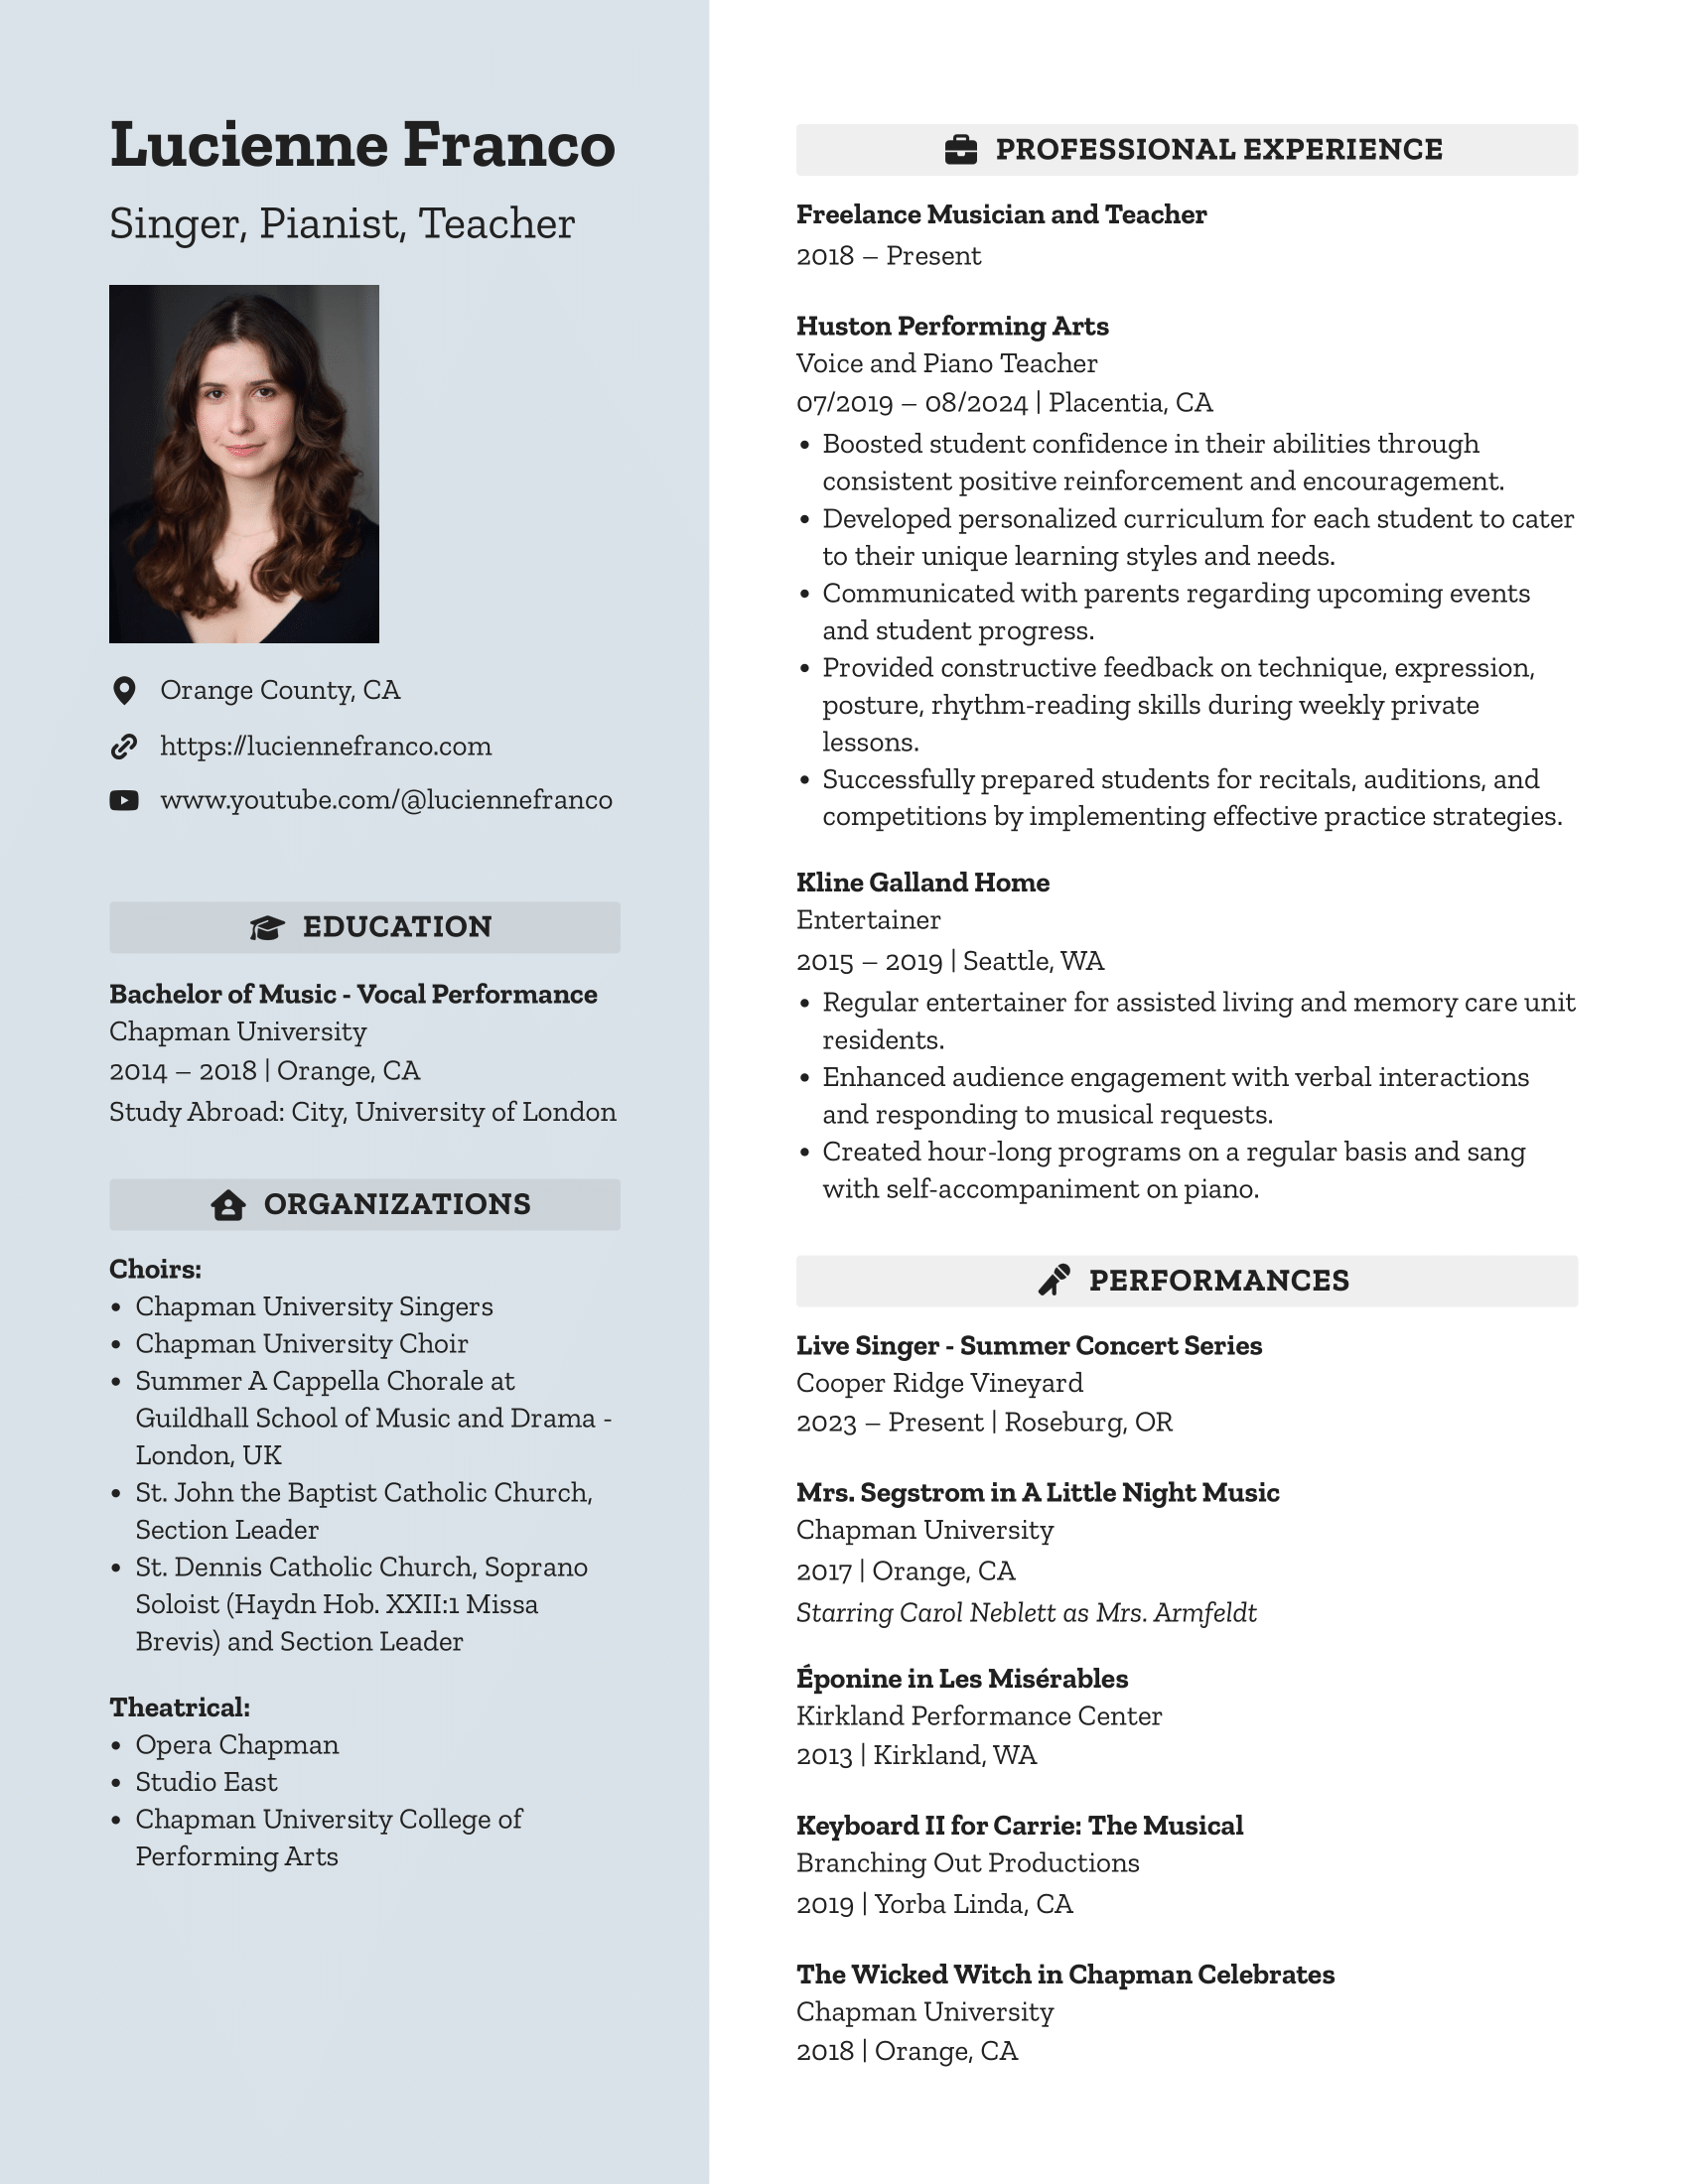 Lucienne Franco
Singer, Pianist, Teacher
Orange County, CA
https://luciennefranco.com
www.youtube.com/@luciennefranco
EDUCATION
Bachelor of Music - Vocal Performance
Chapman University
2014 – 2018 | Orange, CA
Study Abroad: City, University of London
ORGANIZATIONS
Choirs:
• Chapman University Singers
• Chapman University Choir
• Summer A Cappella Chorale at
Guildhall School of Music and Drama -
London, UK
• St. John the Baptist Catholic Church,
Section Leader
• St. Dennis Catholic Church, Soprano
Soloist (Haydn Hob. XXII:1 Missa
Brevis) and Section Leader
Theatrical:
• Opera Chapman
• Studio East
• Chapman University College of
Performing Arts
PROFESSIONAL EXPERIENCE
Freelance Musician and Teacher
2018 – Present
Huston Performing Arts
Voice and Piano Teacher
07/2019 – 08/2024 | Placentia, CA
• Boosted student confidence in their abilities through
consistent positive reinforcement and encouragement.
• Developed personalized curriculum for each student to cater
to their unique learning styles and needs.
• Communicated with parents regarding upcoming events
and student progress.
• Provided constructive feedback on technique, expression,
posture, rhythm-reading skills during weekly private
lessons.
• Successfully prepared students for recitals, auditions, and
competitions by implementing effective practice strategies.
Kline Galland Home
Entertainer
2015 – 2019 | Seattle, WA
• Regular entertainer for assisted living and memory care unit
residents.
• Enhanced audience engagement with verbal interactions
and responding to musical requests.
• Created hour-long programs on a regular basis and sang
with self-accompaniment on piano.
PERFORMANCES
Live Singer - Summer Concert Series
Cooper Ridge Vineyard
2023 – Present | Roseburg, OR
Mrs. Segstrom in A Little Night Music
Chapman University
2017 | Orange, CA
Starring Carol Neblett as Mrs. Armfeldt
Éponine in Les Misérables
Kirkland Performance Center
2013 | Kirkland, WA
Keyboard II for Carrie: The Musical
Branching Out Productions
2019 | Yorba Linda, CA
The Wicked Witch in Chapman Celebrates
Chapman University
2018 | Orange, CA